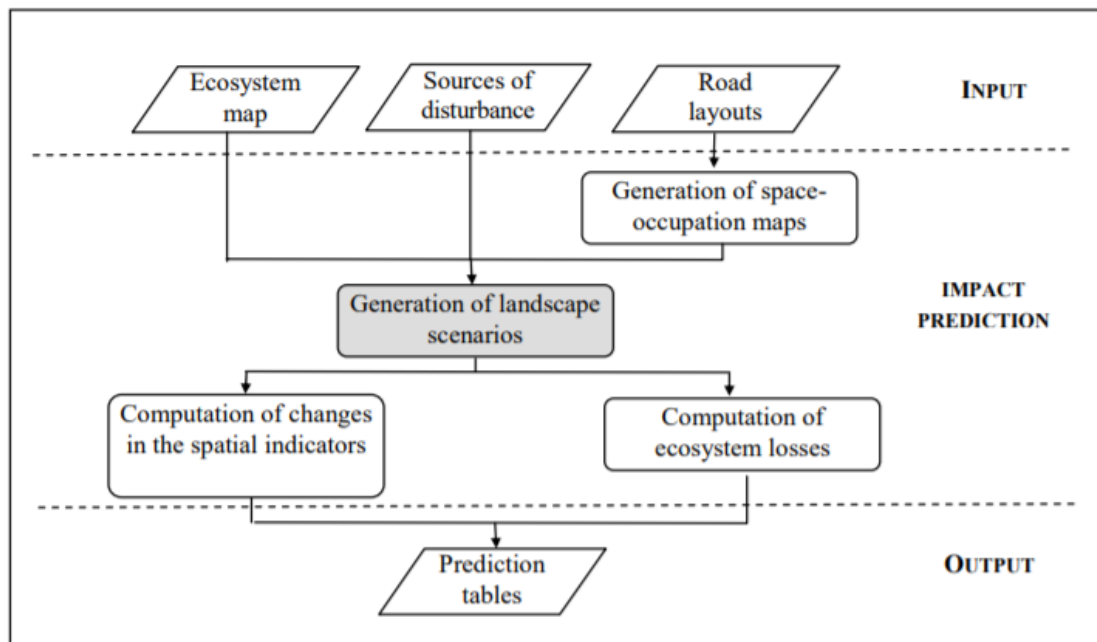 Ecosystem
map
Sources of
disturbance
Road
layouts
INPUT
Generation of space-
occupation maps
Generation of landscape
scenarios
IMPACT
PREDICTION
Computation of changes
in the spatial indicators
Computation of
ecosystem losses
Prediction
tables
OUTPUT